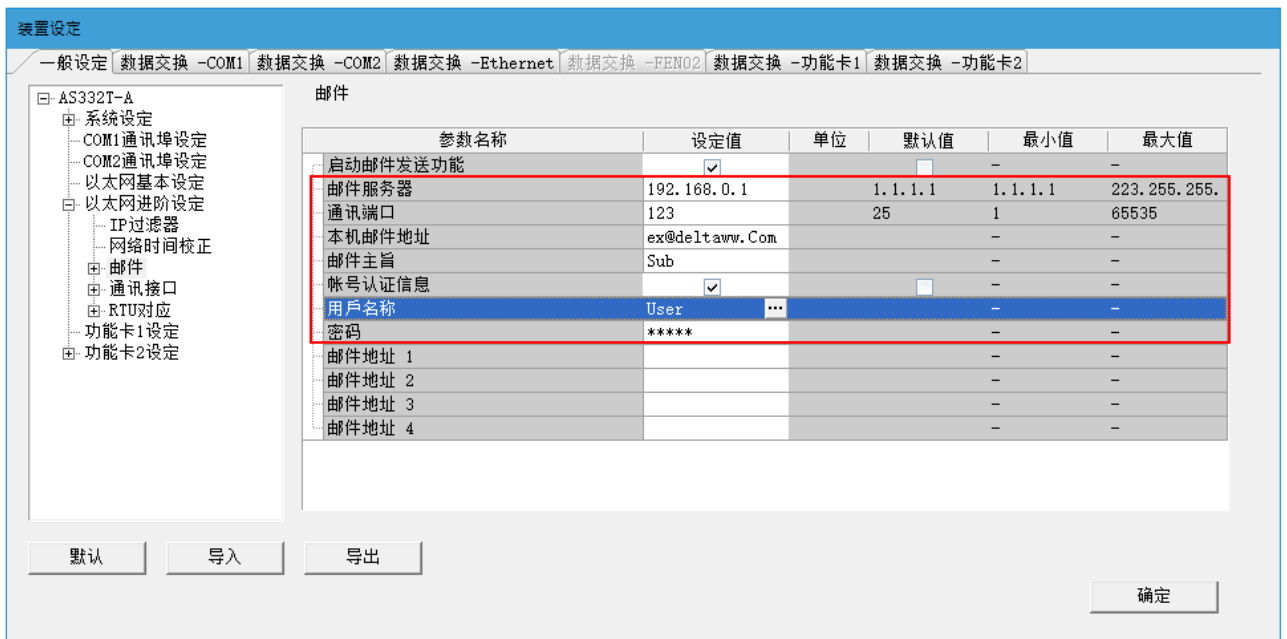 装置设定
一般设定 数据交换 -COM1 数据交换 -COM2 数据交换 -Ethernet 数据交换 -FEN02 数据交换 -功能卡1 数据交换 -功能卡2
AS332T-A
系统设定
COM1通讯埠设定
COM2通讯埠设定
以太网基本设定
以太网进阶设定
IP过滤器
网络时间校正
邮件
通讯接口
RTU对应
功能卡1设定
功能卡2设定
邮件
参数名称 设定值 单位 默认值 最小值 最大值
启动邮件发送功能 - -
邮件服务器 192.168.0.1 1.1.1.1 1.1.1.1 223.255.255.
通讯端口 123 25 1 65535
本机邮件地址 ex@deltaww.Com - -
邮件主旨 Sub - -
帐号认证信息 - -
用戶名称 User ... - -
密码 ***** - -
邮件地址 1 - -
邮件地址 2 - -
邮件地址 3 - -
邮件地址 4 - -
默认 导入 导出
确定